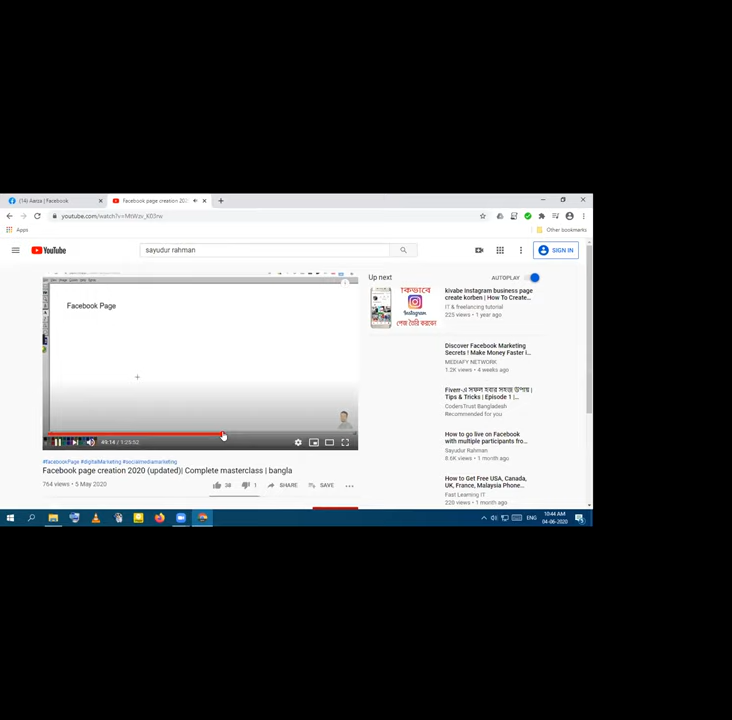 (14) Aeiza | Facebook
Facebook page creation 202
youtube.com/watch?v=MtWzv_K03rw
Apps
Other bookmarks
YouTube
sayudur rahman
SIGN IN
Facebook Page
49:14 / 1:25:52
#facebookPage #digitalMarketing #socialmediamarketing
Facebook page creation 2020 (updated)| Complete masterclass | bangla
764 views • 5 May 2020
38
1
SHARE
SAVE
Up next
AUTOPLAY
কিভাবে
Instagram
পেজ তৈরি করবো
kivabe Instagram business page
create korben | How To Create...
IT & freelancing tutorial
225 views • 1 year ago
Discover Facebook Marketing
Secrets ! Make Money Faster i...
MEDIAFY NETWORK
1.2K views • 4 weeks ago
Fiverr-এ সফল হবার সহজ উপায় |
Tips & Tricks | Episode 1 |...
CodersTrust Bangladesh
Recommended for you
How to go live on Facebook
with multiple participants fro...
Sayudur Rahman
8.6K views • 1 month ago
How to Get Free USA, Canada,
UK, France, Malaysia Phone...
Fast Learning IT
220 views • 1 month ago
ENG
10:44 AM
04-06-2020